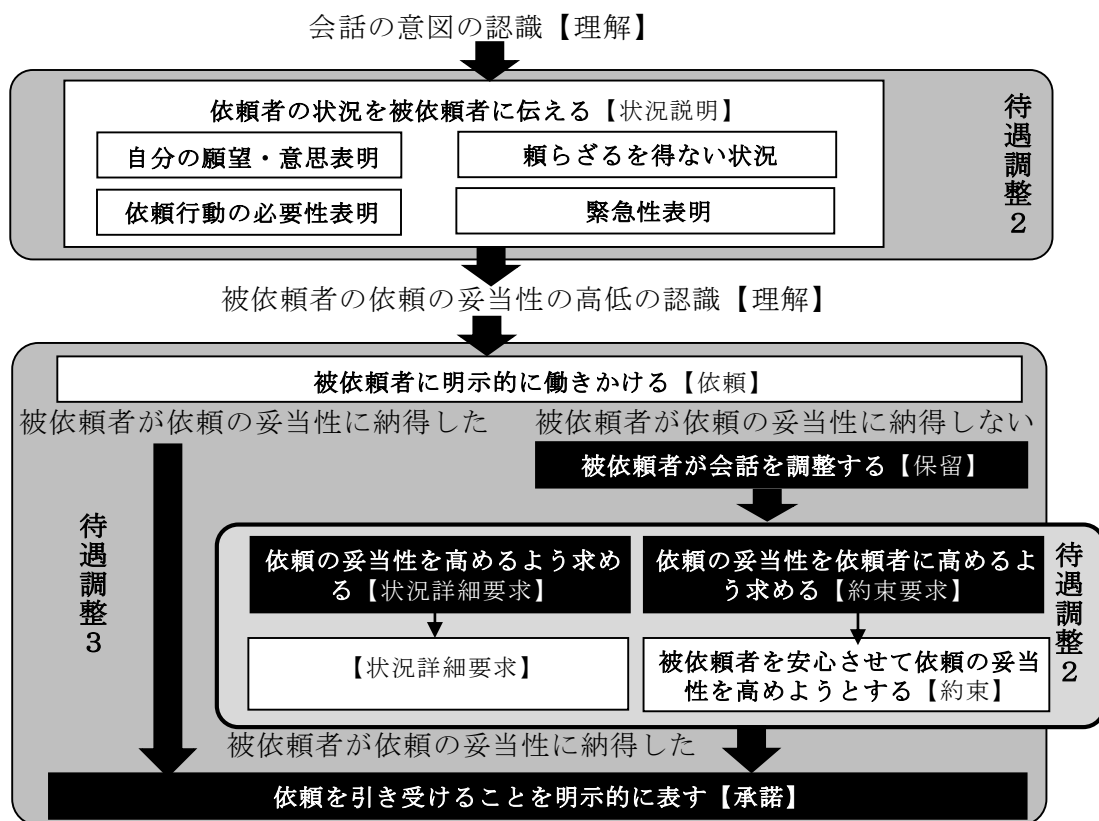 会話の意図の認識【理解】
依頼者の状況を被依頼者に伝える【状況説明】
自分の願望・意思表明
頼らざるを得ない状況
依頼行動の必要性表明
緊急性表明
待遇調整2
被依頼者の依頼の妥当性の高低の認識【理解】
被依頼者に明示的に働きかける【依頼】
被依頼者が依頼の妥当性に納得した
被依頼者が依頼の妥当性に納得しない
被依頼者が会話を調整する【保留】
待遇調整3
依頼の妥当性を高めるよう求め
る【状況詳細要求】
依頼の妥当性を依頼者に高めるよ
う求める【約束要求】
【状況詳細要求】
被依頼者を安心させて依頼の妥当
性を高めようとする【約束】
待遇調整2
被依頼者が依頼の妥当性に納得した
依頼を引き受けることを明示的に表す【承諾】